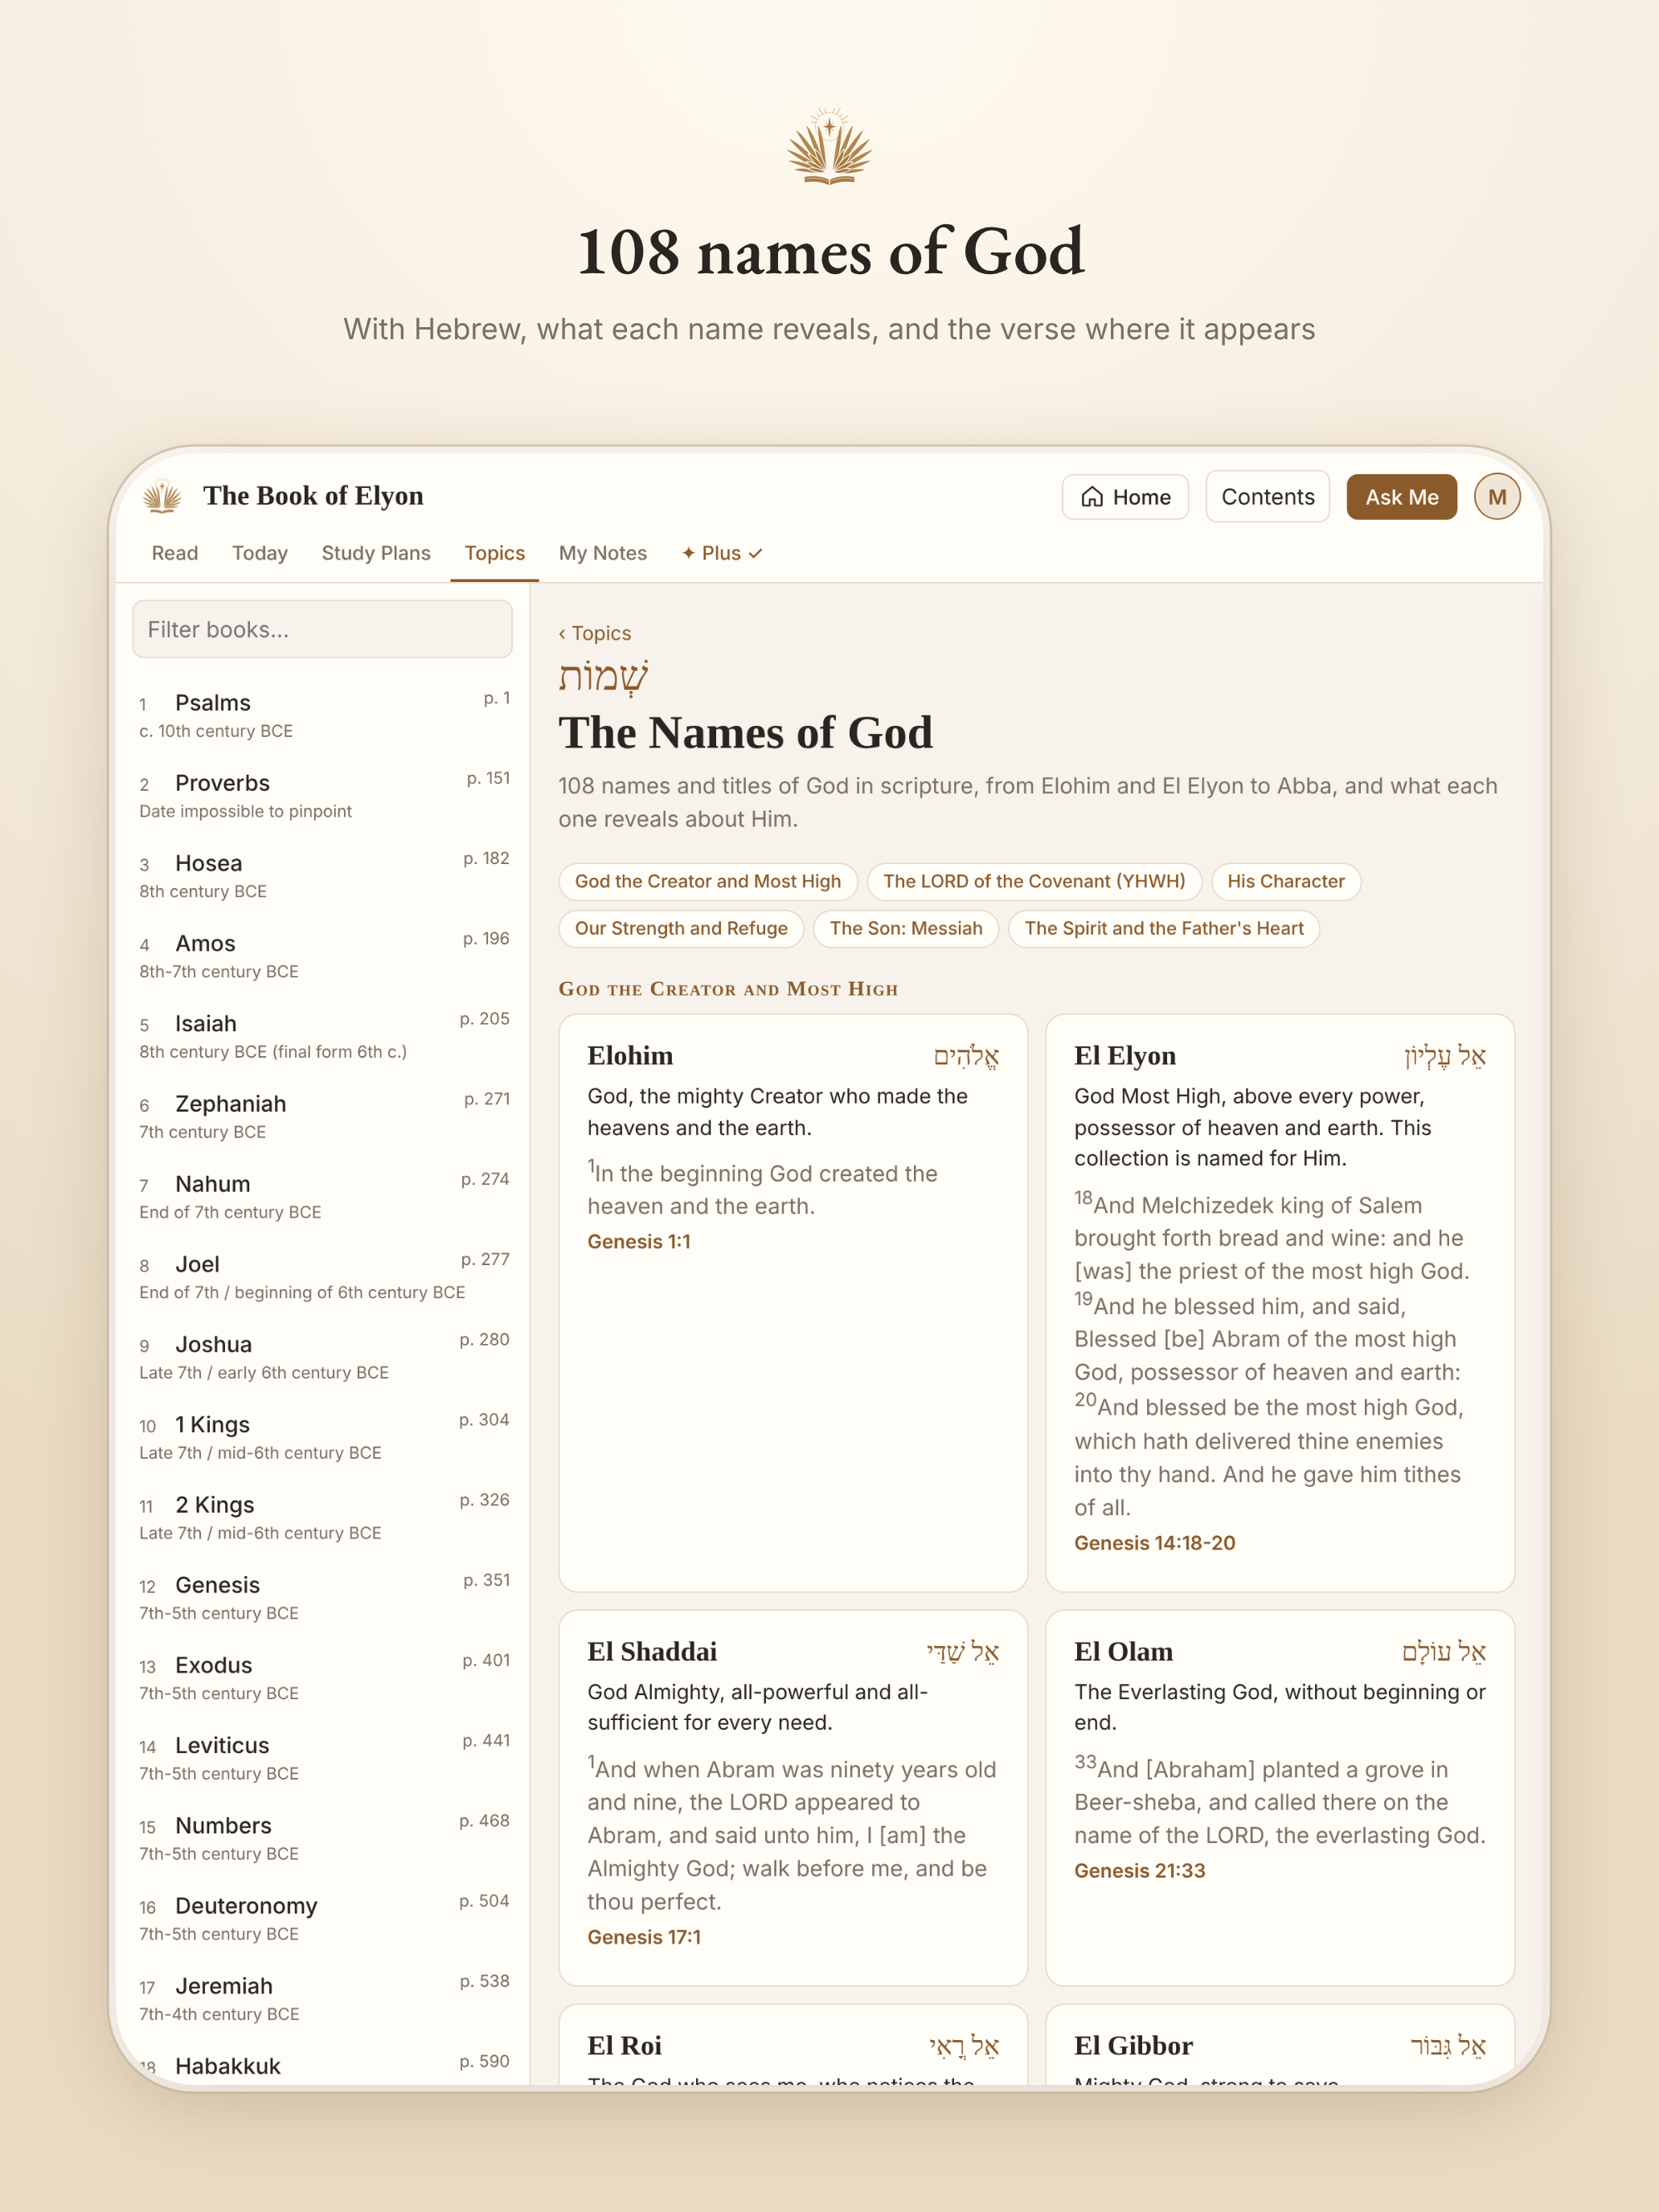 108 names of God
With Hebrew, what each name reveals, and the verse where it appears
The Book of Elyon
Home
Contents
Ask Me
M
Read
Today
Study Plans
Topics
My Notes
✦ Plus ✓
Filter books...
1 Psalms p. 1
c. 10th century BCE
2 Proverbs p. 151
Date impossible to pinpoint
3 Hosea p. 182
8th century BCE
4 Amos p. 196
8th-7th century BCE
5 Isaiah p. 205
8th century BCE (final form 6th c.)
6 Zephaniah p. 271
7th century BCE
7 Nahum p. 274
End of 7th century BCE
8 Joel p. 277
End of 7th / beginning of 6th century BCE
9 Joshua p. 280
Late 7th / early 6th century BCE
10 1 Kings p. 304
Late 7th / mid-6th century BCE
11 2 Kings p. 326
Late 7th / mid-6th century BCE
12 Genesis p. 351
7th-5th century BCE
13 Exodus p. 401
7th-5th century BCE
14 Leviticus p. 441
7th-5th century BCE
15 Numbers p. 468
7th-5th century BCE
16 Deuteronomy p. 504
7th-5th century BCE
17 Jeremiah p. 538
7th-4th century BCE
18 Habakkuk p. 590
‹ Topics
שְׁמוֹת
The Names of God
108 names and titles of God in scripture, from Elohim and El Elyon to Abba, and what each
one reveals about Him.
God the Creator and Most High
The LORD of the Covenant (YHWH)
His Character
Our Strength and Refuge
The Son: Messiah
The Spirit and the Father's Heart
God the Creator and Most High
Elohim אֱלֹהִים
God, the mighty Creator who made the
heavens and the earth.
1In the beginning God created the
heaven and the earth.
Genesis 1:1
El Elyon אֵל עֶלְיוֹן
God Most High, above every power,
possessor of heaven and earth. This
collection is named for Him.
18And Melchizedek king of Salem
brought forth bread and wine: and he
[was] the priest of the most high God.
19And he blessed him, and said,
Blessed [be] Abram of the most high
God, possessor of heaven and earth:
20And blessed be the most high God,
which hath delivered thine enemies
into thy hand. And he gave him tithes
of all.
Genesis 14:18-20
El Shaddai אֵל שַׁדַּי
God Almighty, all-powerful and all-
sufficient for every need.
1And when Abram was ninety years old
and nine, the LORD appeared to
Abram, and said unto him, I [am] the
Almighty God; walk before me, and be
thou perfect.
Genesis 17:1
El Olam אֵל עוֹלָם
The Everlasting God, without beginning or
end.
33And [Abraham] planted a grove in
Beer-sheba, and called there on the
name of the LORD, the everlasting God.
Genesis 21:33
El Roi אֵל רֳאִי
The God who sees me, who notices the
El Gibbor אֵל גִּבּוֹר
Mighty God, strong to save